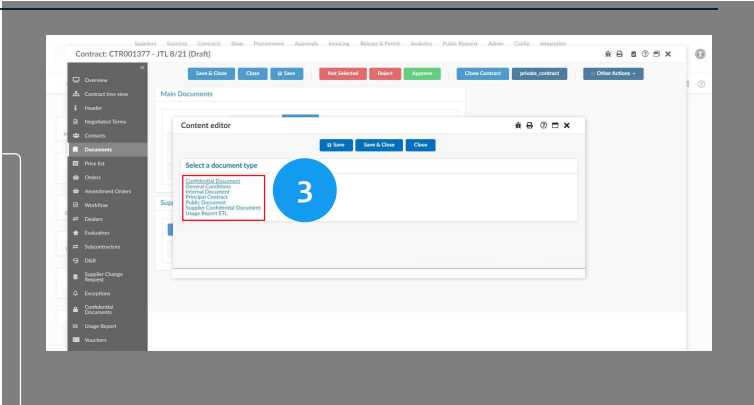 Suppliers Sourcing Contracts Shop Procurement Approvals Invoicing Release & Permit Analytics Public Request Admin Config Integration
Contract: CTR001377 - JTL 8/21 (Draft)
Save & Close Close Save Not Selected Reject Approve Clone Contract private_contract Other Actions
Overview
Contract tree view
Header
Negotiated Terms
Contacts
Documents
Price list
Orders
Amendment Orders
Workflow
Dealers
Evaluation
Subcontractors
D&R
Supplier Change
Request
Exceptions
Confidential
Documents
Usage Report
Vouchers
Main Documents
Supp
Content editor
Save Save & Close Close
Select a document type
Confidential Document
General Conditions
Internal Document
Principal Contract
Public Document
Supplier Confidential Document
Usage Report ETL
3